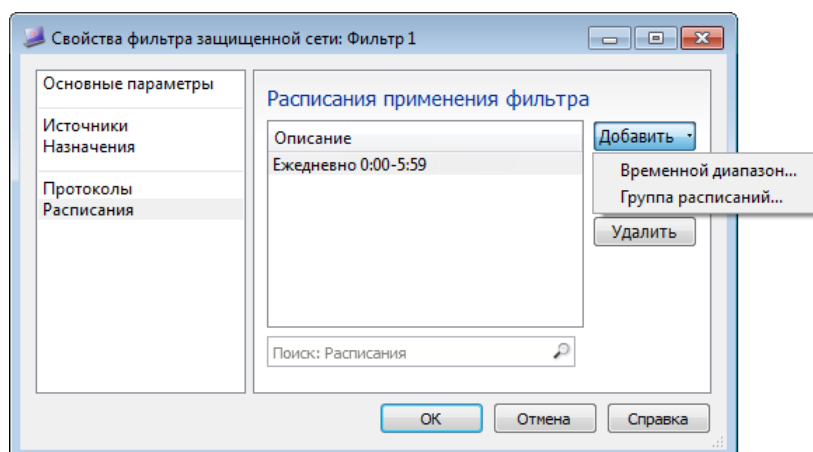 Свойства фильтра защищенной сети: Фильтр 1
Основные параметры
Источники
Назначения
Протоколы
Расписания
Расписания применения фильтра
Описание
Ежедневно 0:00-5:59
Добавить
Временной диапазон...
Группа расписаний...
Удалить
Поиск: Расписания
ОК
Отмена
Справка